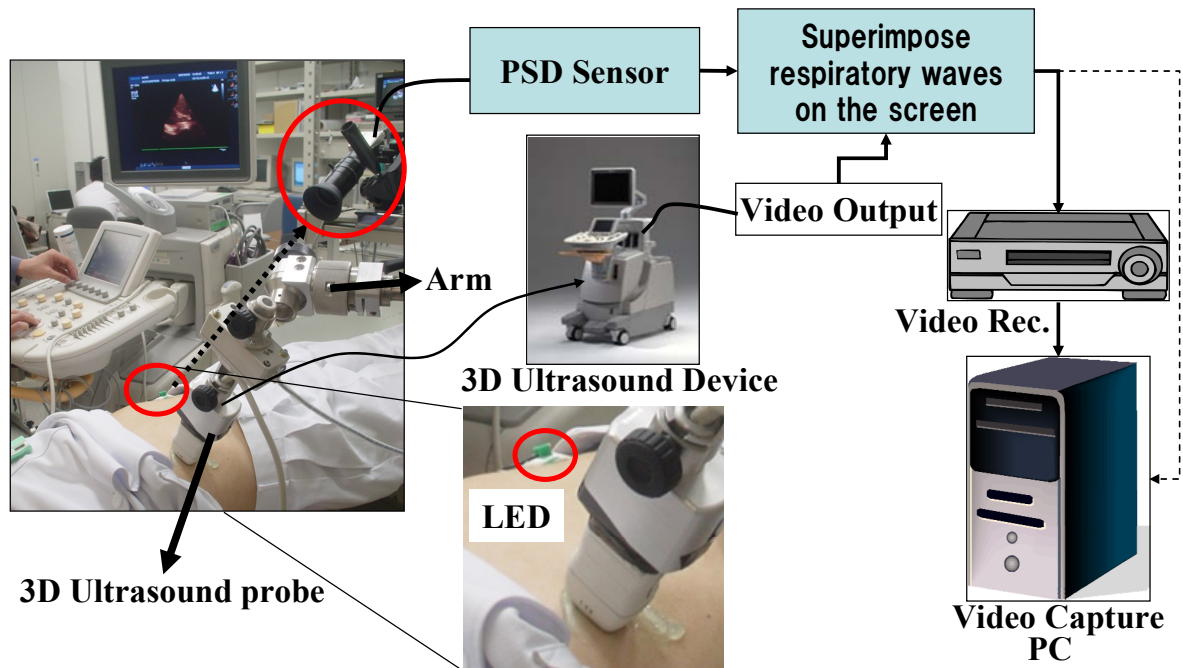 PSD Sensor
Superimpose
respiratory waves
on the screen
Video Output
Arm
Video Rec.
3D Ultrasound Device
LED
3D Ultrasound probe
Video Capture
PC